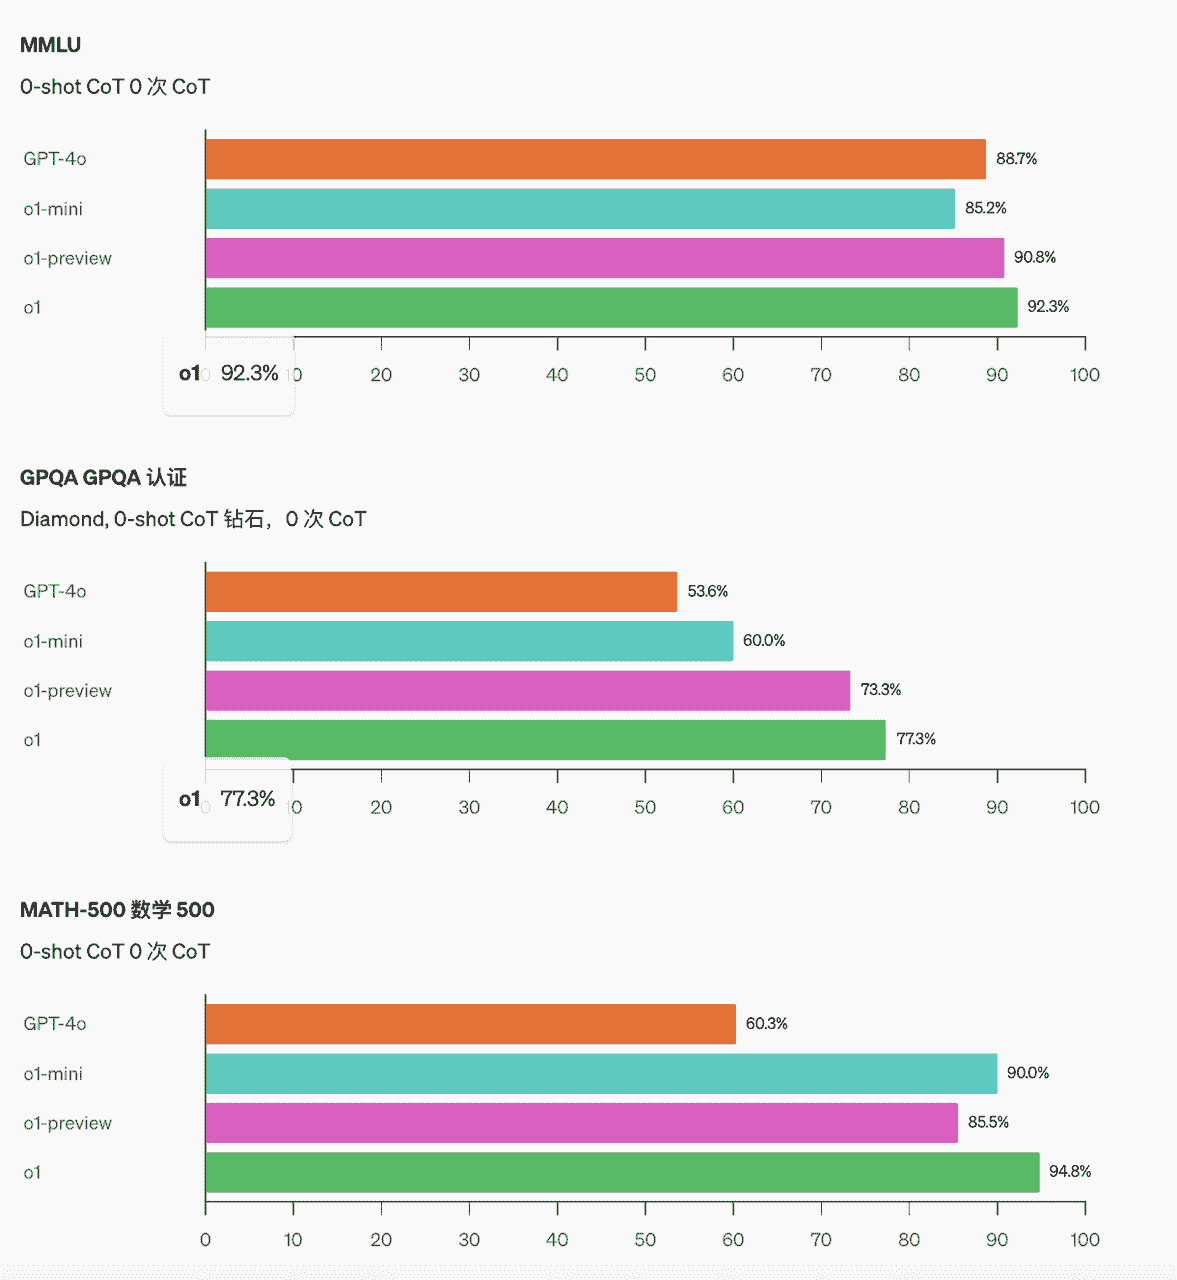 MMLU
0-shot CoT 0 次 CoT
GPT-4o 88.7%
o1-mini 85.2%
o1-preview 90.8%
o1 92.3%
0 10 20 30 40 50 60 70 80 90 100
o1 92.3%
GPQA GPQA 认证
Diamond, 0-shot CoT 钻石，0 次 CoT
GPT-4o 53.6%
o1-mini 60.0%
o1-preview 73.3%
o1 77.3%
0 10 20 30 40 50 60 70 80 90 100
o1 77.3%
MATH-500 数学 500
0-shot CoT 0 次 CoT
GPT-4o 60.3%
o1-mini 90.0%
o1-preview 85.5%
o1 94.8%
0 10 20 30 40 50 60 70 80 90 100